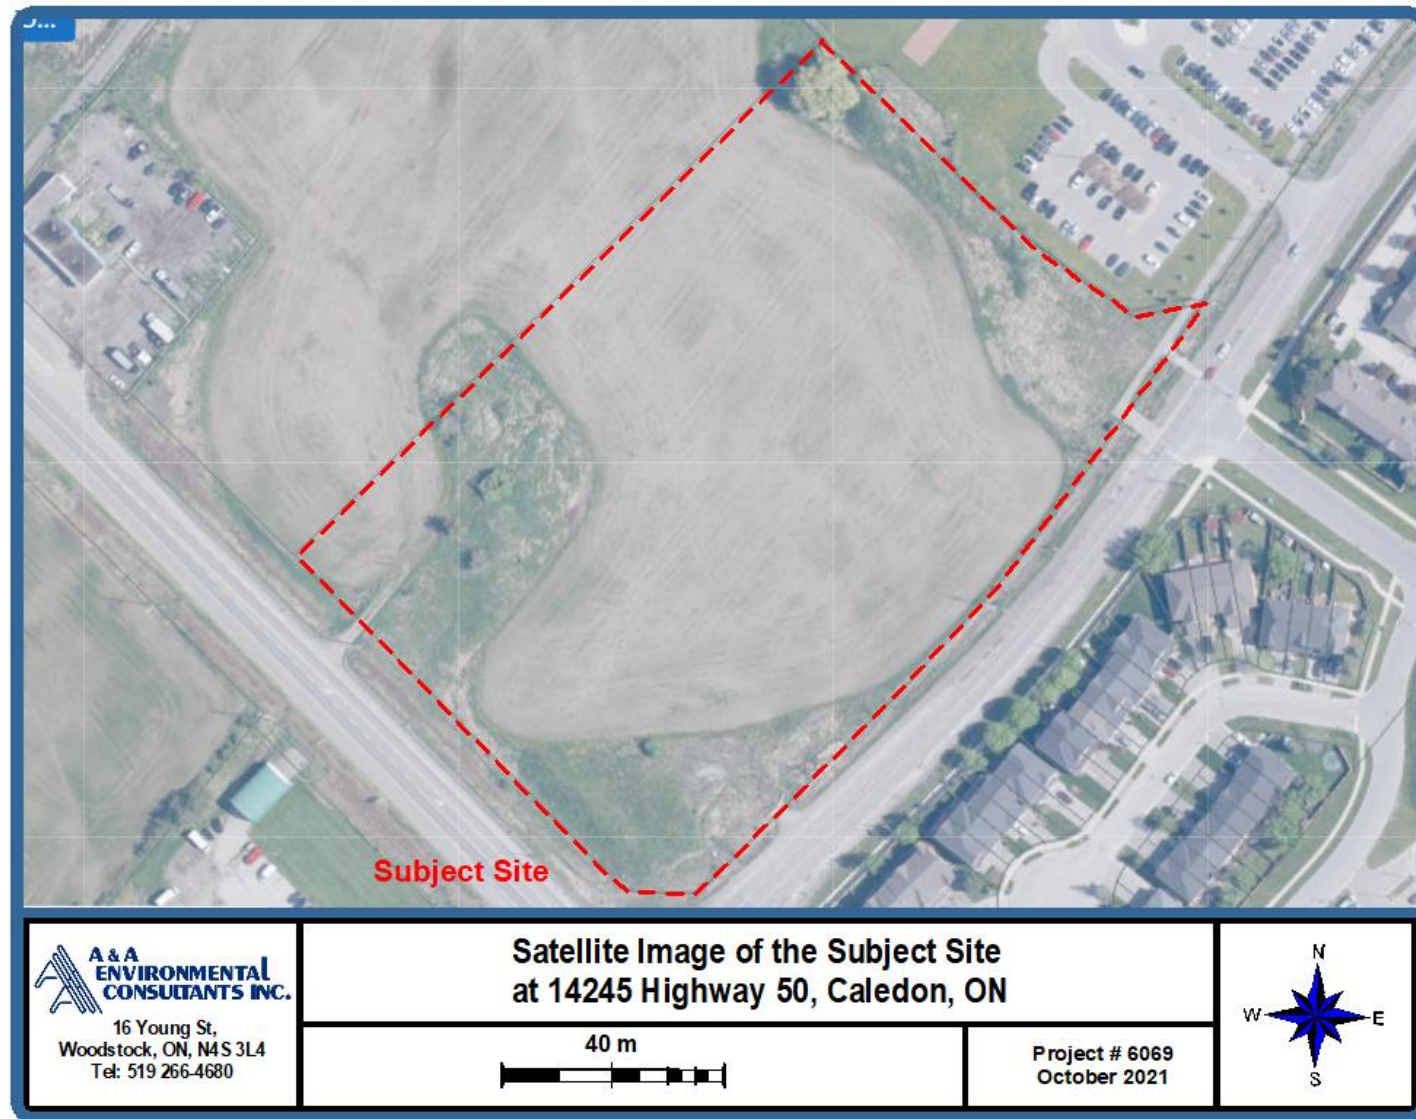 Subject Site
A & A
ENVIRONMENTAL
CONSULTANTS INC.
16 Young St,
Woodstock, ON, N4S 3L4
Tel: 519 266-4680
Satellite Image of the Subject Site
at 14245 Highway 50, Caledon, ON
40 m
Project # 6069
October 2021
N
W
E
S